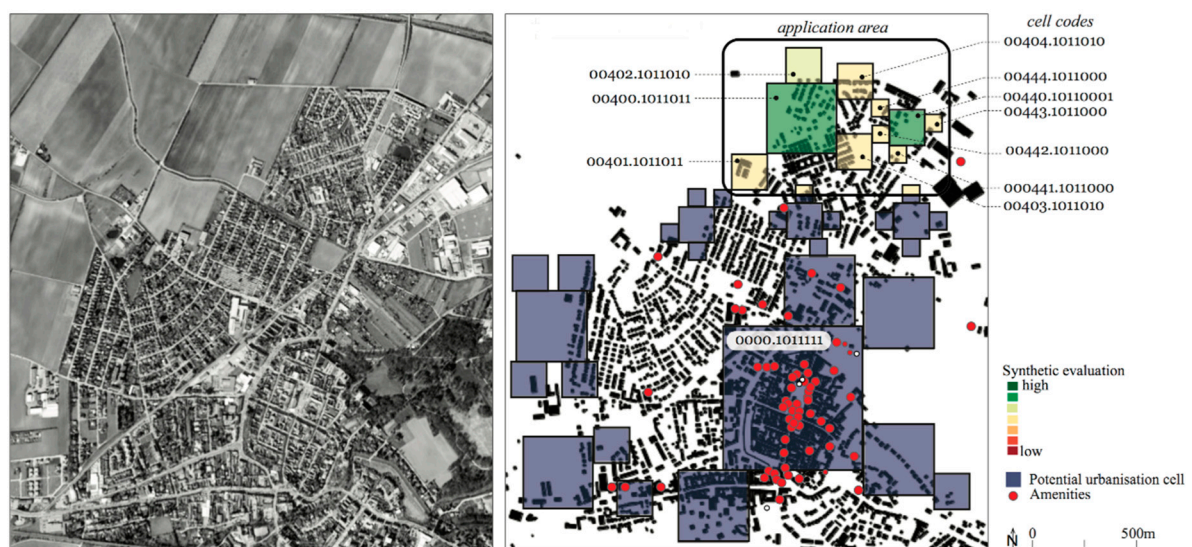 application area
cell codes
00404.1011010
00402.1011010
00444.1011000
00400.1011011
00440.10110001
00443.1011000
00401.1011011
00442.1011000
000441.1011000
00403.1011010
0000.1011111
Synthetic evaluation
high
low
Potential urbanisation cell
Amenities
N
0 500m